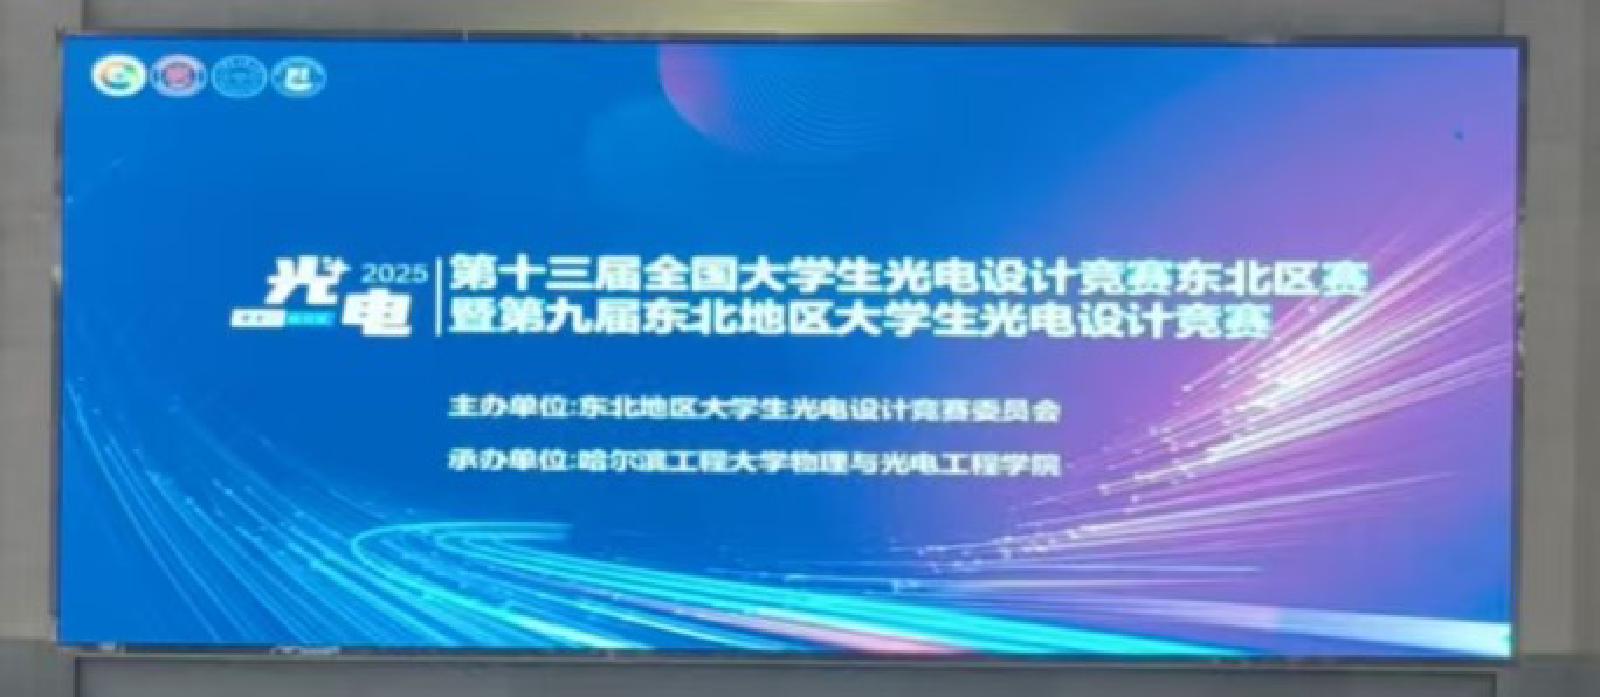 光电
2025
第十三届全国大学生光电设计竞赛东北区赛
暨第九届东北地区大学生光电设计竞赛
主办单位:东北地区大学生光电设计竞赛委员会
承办单位:哈尔滨工程大学物理与光电工程学院